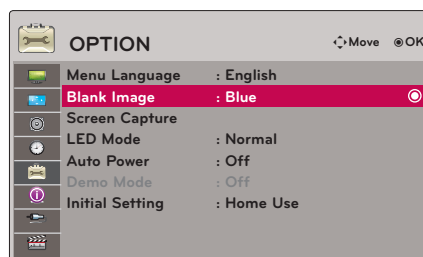 OPTION Move OK
Menu Language : English
Blank Image : Blue
Screen Capture
LED Mode : Normal
Auto Power : Off
Demo Mode : Off
Initial Setting : Home Use